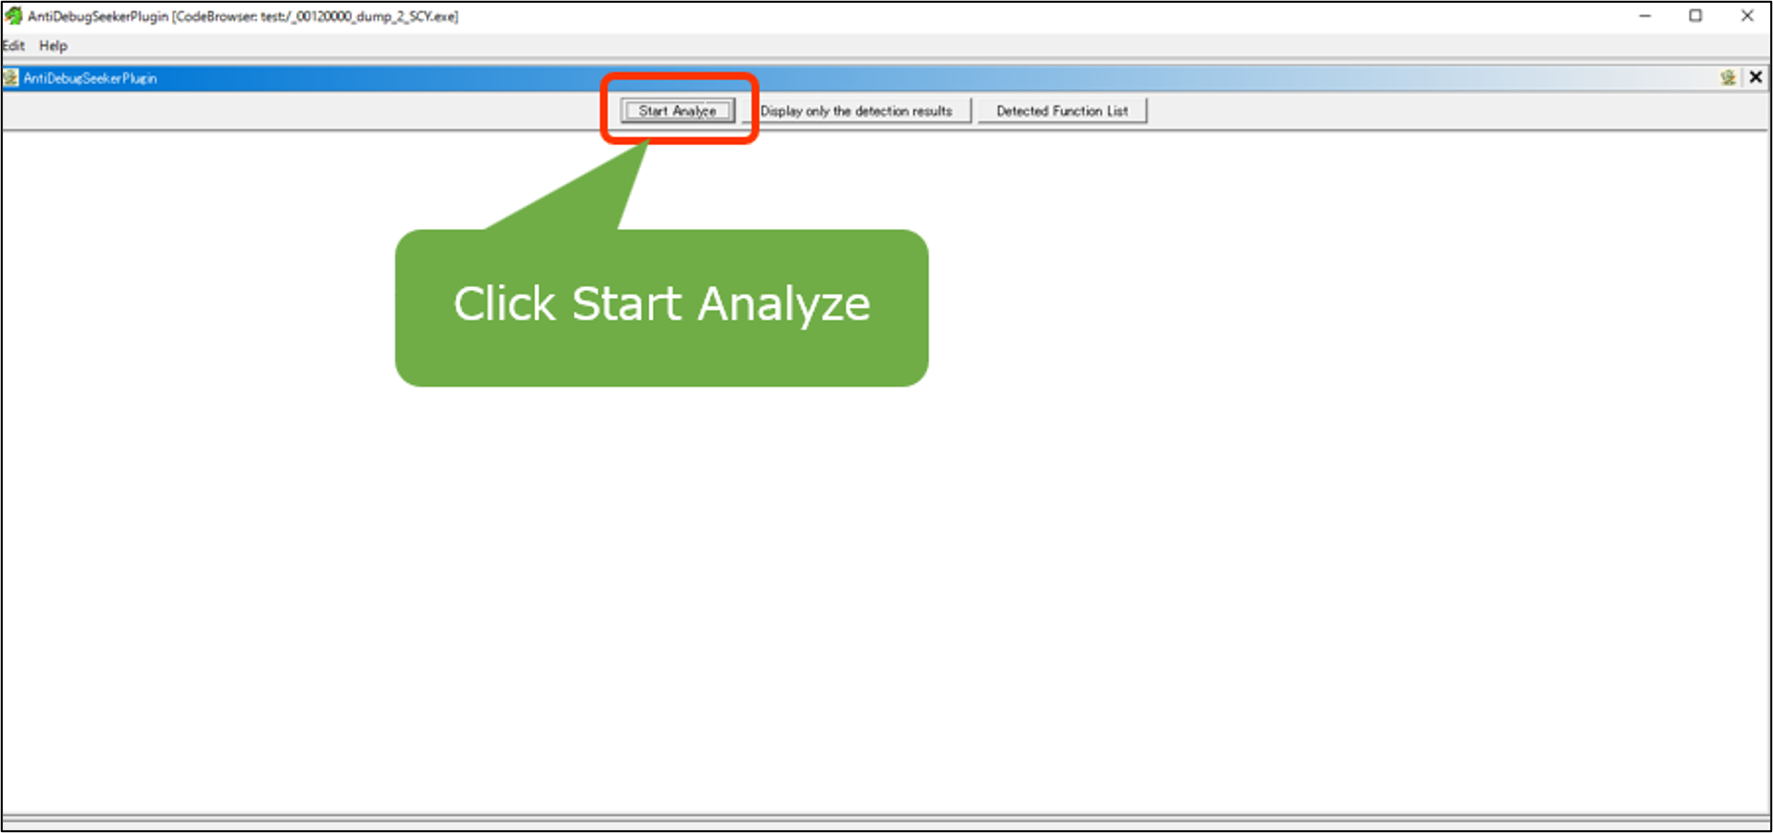 AntiDebugSeekerPlugin [CodeBrowser: test:/_00120000_dump_2_SCY.exe]
Edit Help
AntiDebugSeekerPlugin
Start Analyze Display only the detection results Detected Function List
Click Start Analyze